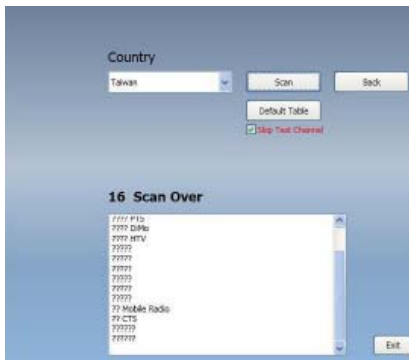 Country
Taiwan
Scan
Back
Default Table
Skip Test Channel
16 Scan Over
???? PTS
???? DiMo
???? HTV
?????
?????
?????
?????
?????
?????
?? Mobile Radio
?? CTS
??????
??????
Exit